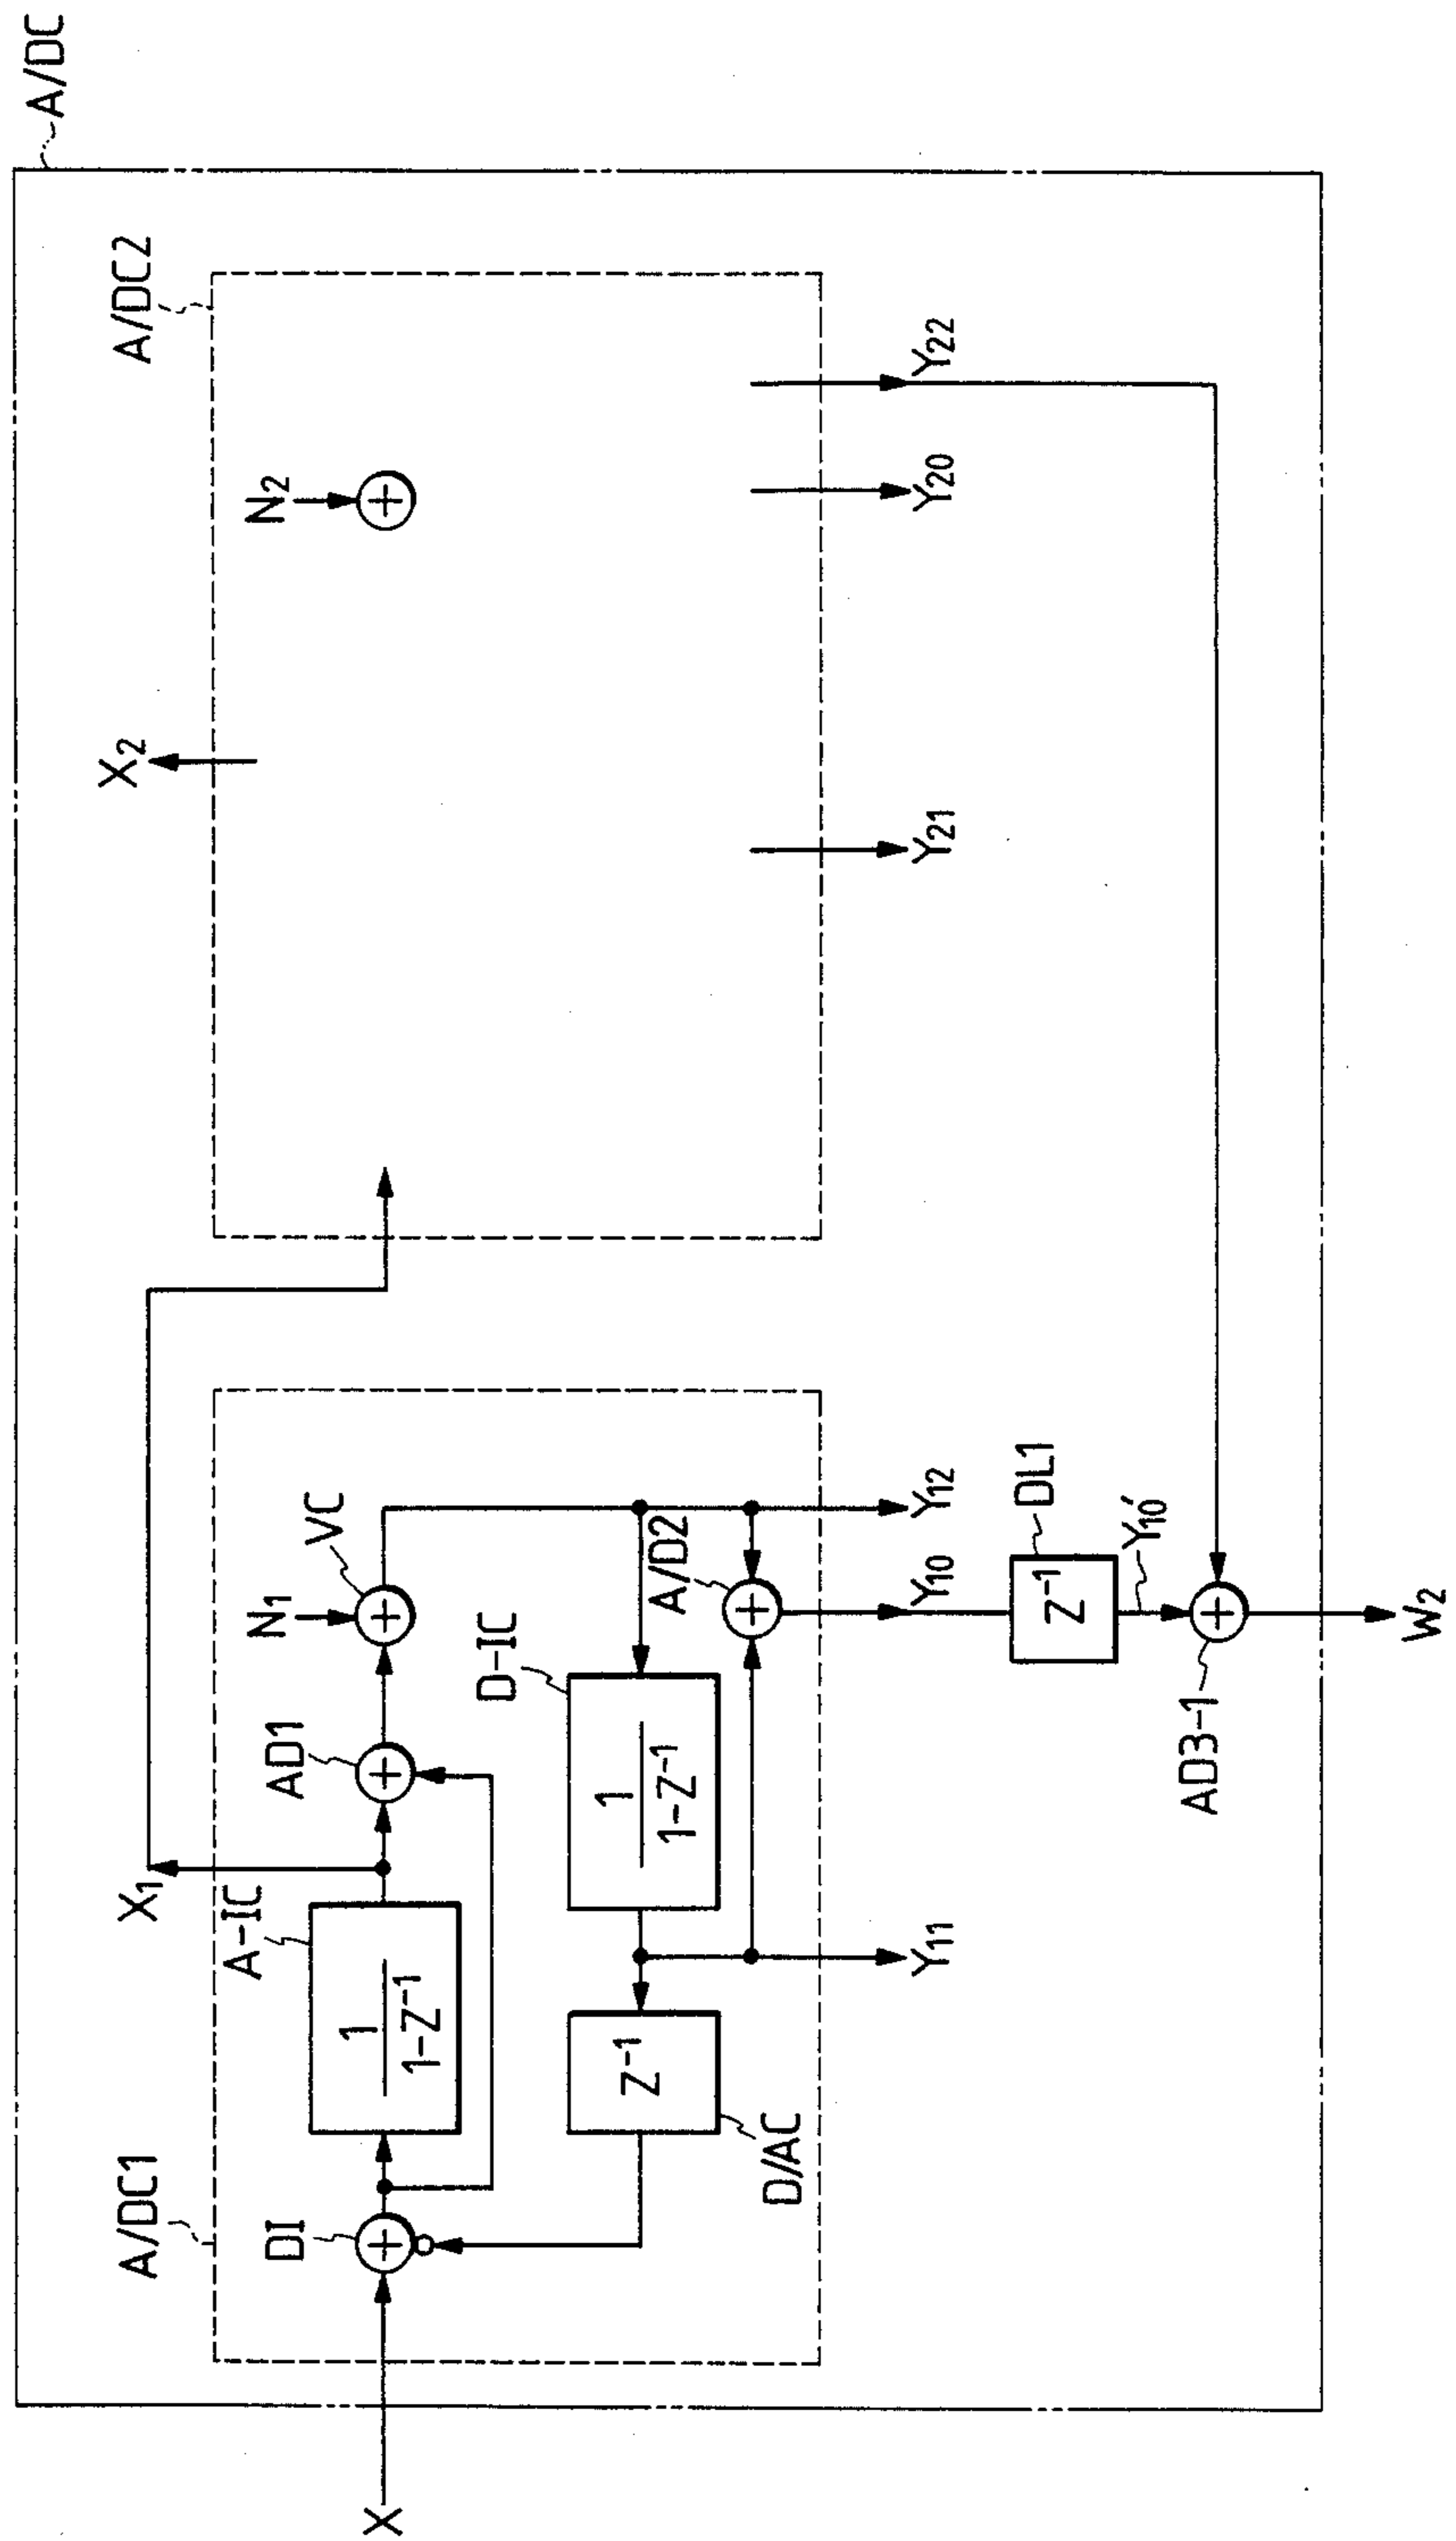 A/DC
A/DC1
A/DC2
X1
X2
A-IC
AD1
N1
VC
N2
DI
X
1
1-Z⁻¹
D-IC
1
1-Z⁻¹
A/D2
Z⁻¹
D/AC
Y11
Y10
Y12
Y21
Y20
Y22
DL1
Z⁻¹
Y10′
AD3-1
W2